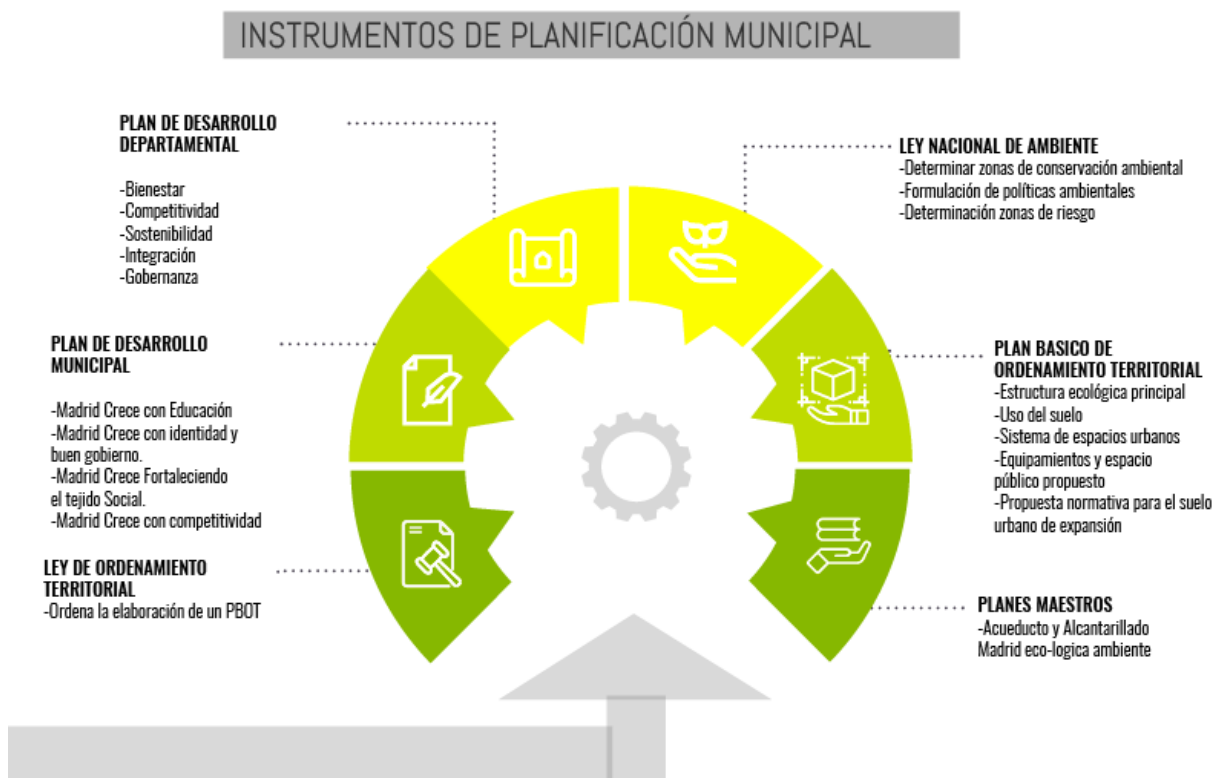 INSTRUMENTOS DE PLANIFICACIÓN MUNICIPAL
PLAN DE DESARROLLO
DEPARTAMENTAL
-Bienestar
-Competitividad
-Sostenibilidad
-Integración
-Gobernanza
PLAN DE DESARROLLO
MUNICIPAL
-Madrid Crece con Educación
-Madrid Crece con identidad y
buen gobierno.
-Madrid Crece Fortaleciendo
el tejido Social.
-Madrid Crece con competitividad
LEY DE ORDENAMIENTO
TERRITORIAL
-Ordena la elaboración de un PBOT
LEY NACIONAL DE AMBIENTE
-Determinar zonas de conservación ambiental
-Formulación de políticas ambientales
-Determinación zonas de riesgo
PLAN BASICO DE
ORDENAMIENTO TERRITORIAL
-Estructura ecológica principal
-Uso del suelo
-Sistema de espacios urbanos
-Equipamientos y espacio
público propuesto
-Propuesta normativa para el suelo
urbano de expansión
PLANES MAESTROS
-Acueducto y Alcantarillado
Madrid eco-logica ambiente